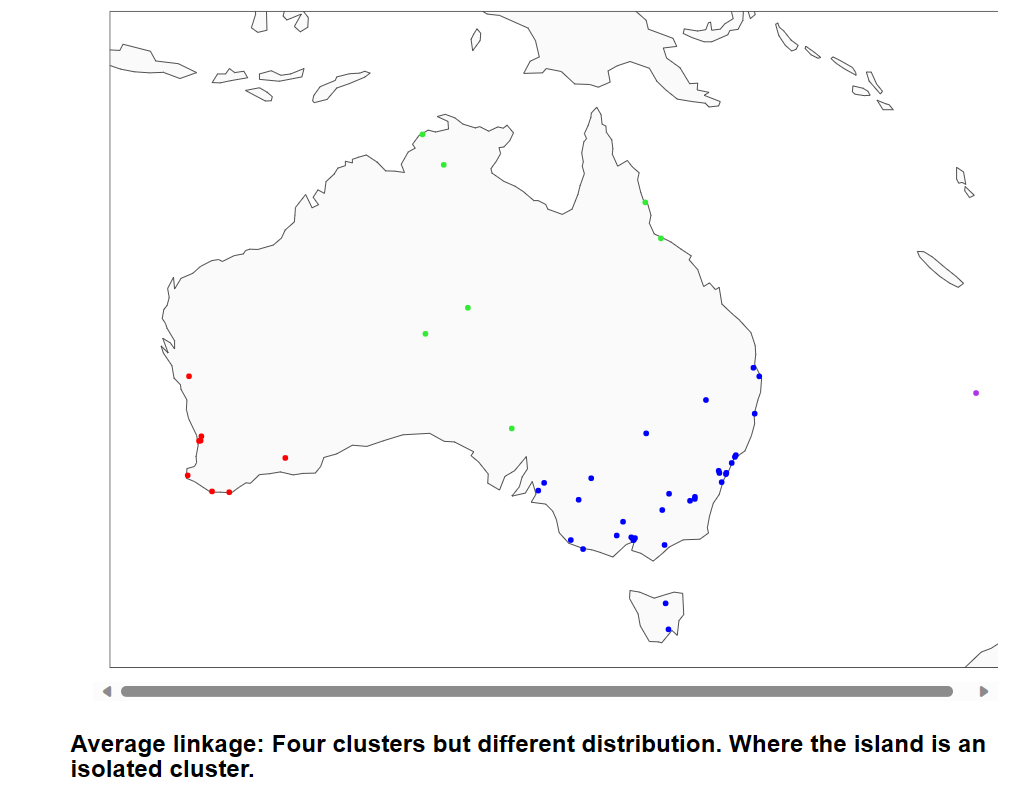 Average linkage: Four clusters but different distribution. Where the island is an
isolated cluster.